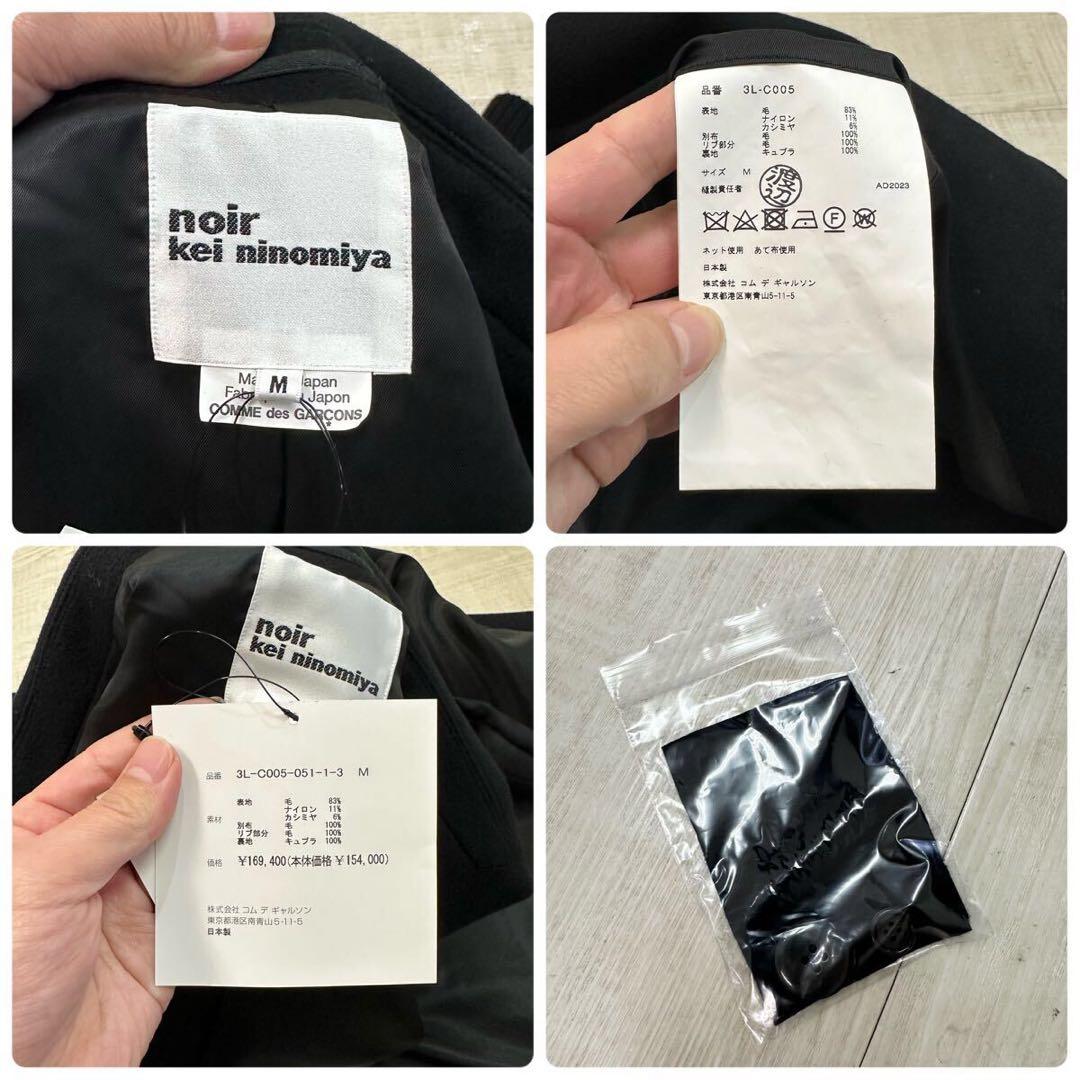 noir
kei ninomiya
M
COMME des GARÇONS
品番 3L-C005
表地 毛 83%
ナイロン 11%
カシミヤ 6%
別布 毛 100%
リブ部分 毛 100%
裏地 キュプラ 100%
サイズ M
縫製責任者 渡辺
AD2023
F W
ネット使用 あて布使用
日本製
株式会社 コム デ ギャルソン
東京都港区南青山5-11-5
noir
kei ninomiya
品番 3L-C005-051-1-3 M
表地 毛 83%
ナイロン 11%
素材 カシミヤ 6%
別布 毛 100%
リブ部分 毛 100%
裏地 キュプラ 100%
価格 ¥169,400(本体価格 ¥154,000)
株式会社 コム デ ギャルソン
東京都港区南青山5-11-5
日本製